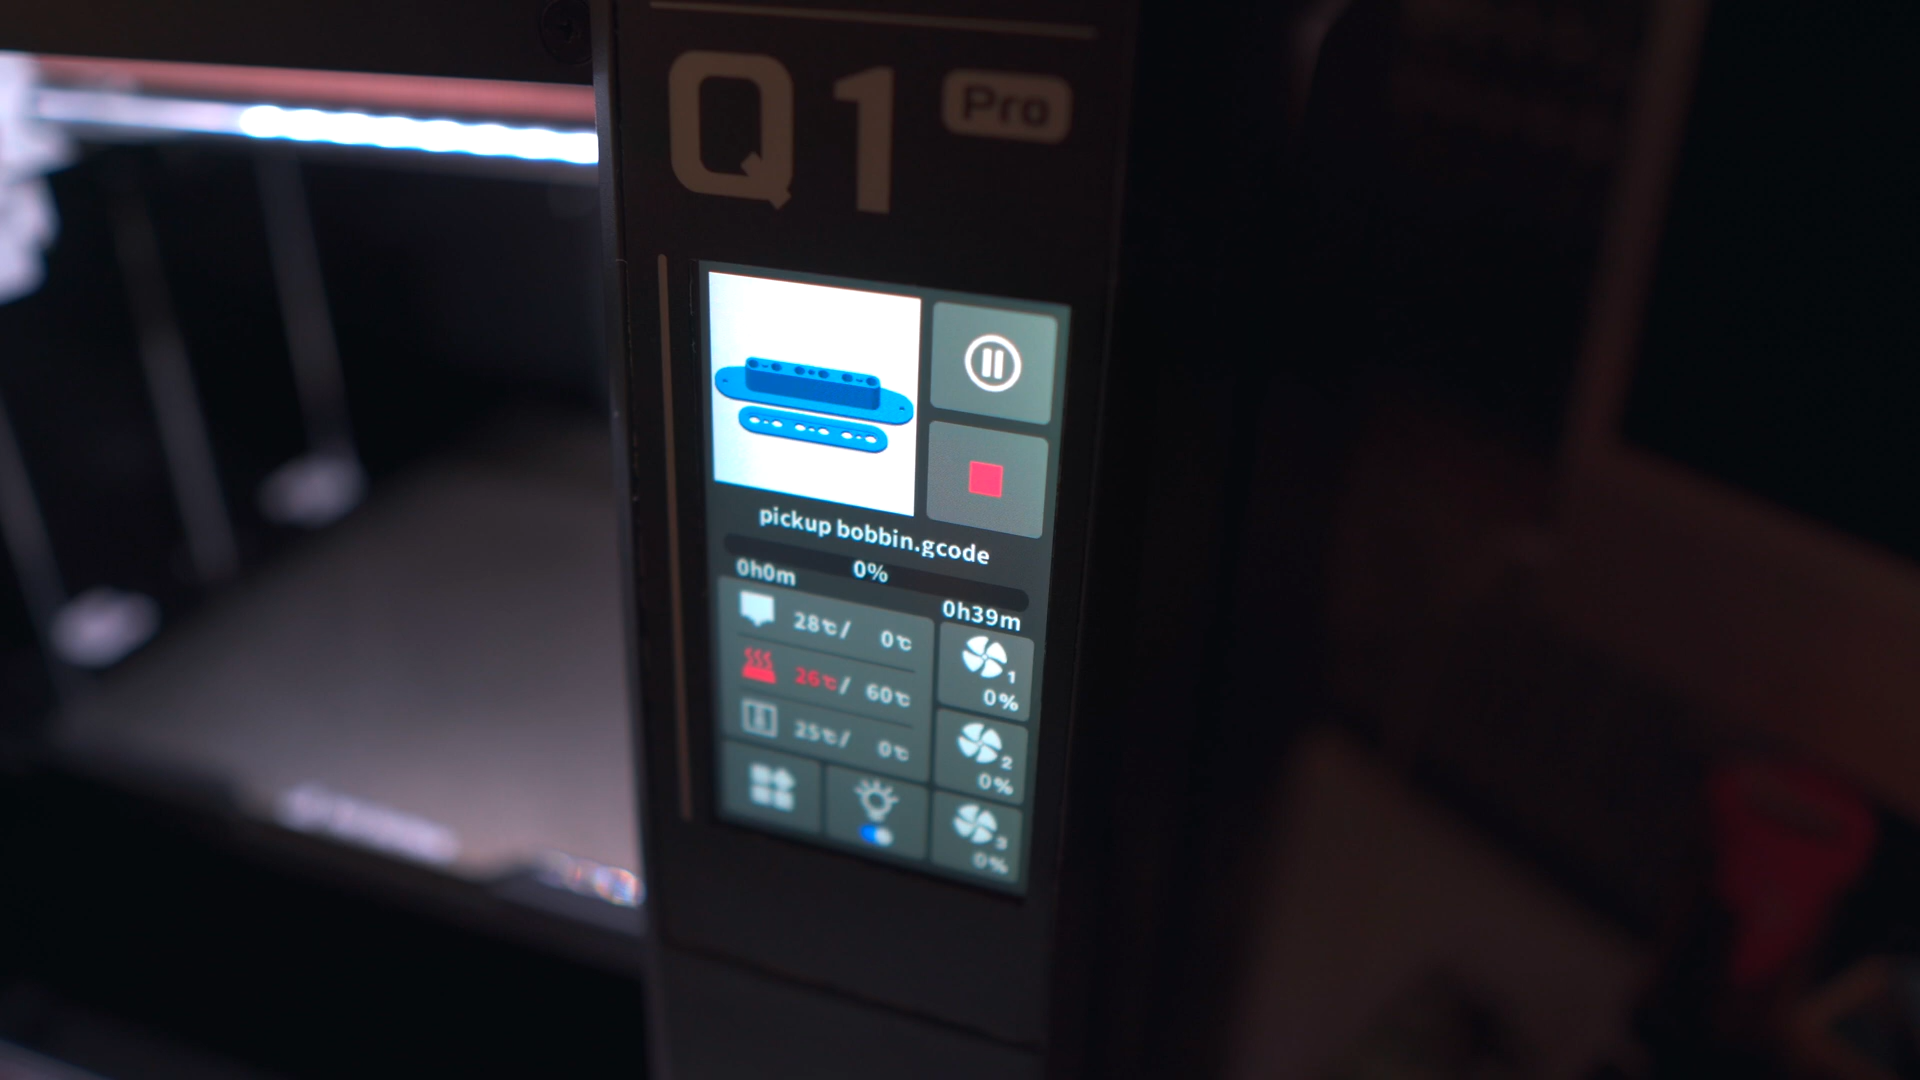 Q1 Pro
pickup bobbin.gcode
0%
0h0m
0h39m
28℃/ 0℃
26℃/ 60℃
25℃/ 0℃
1
0%
2
0%
3
0%